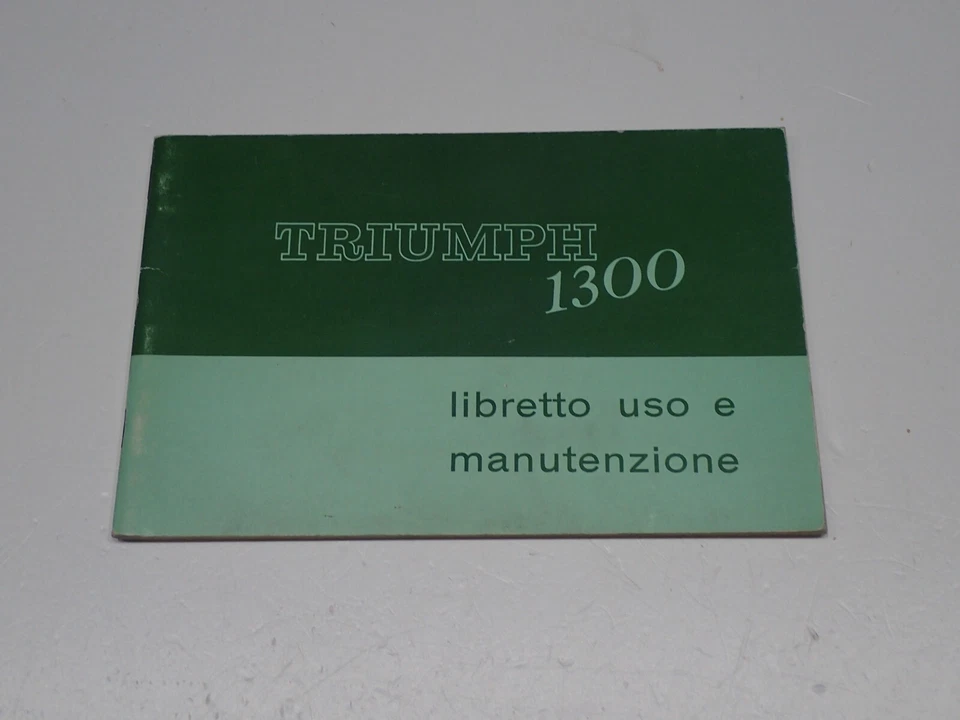 TRIUMPH
1300
libretto uso e
manutenzione